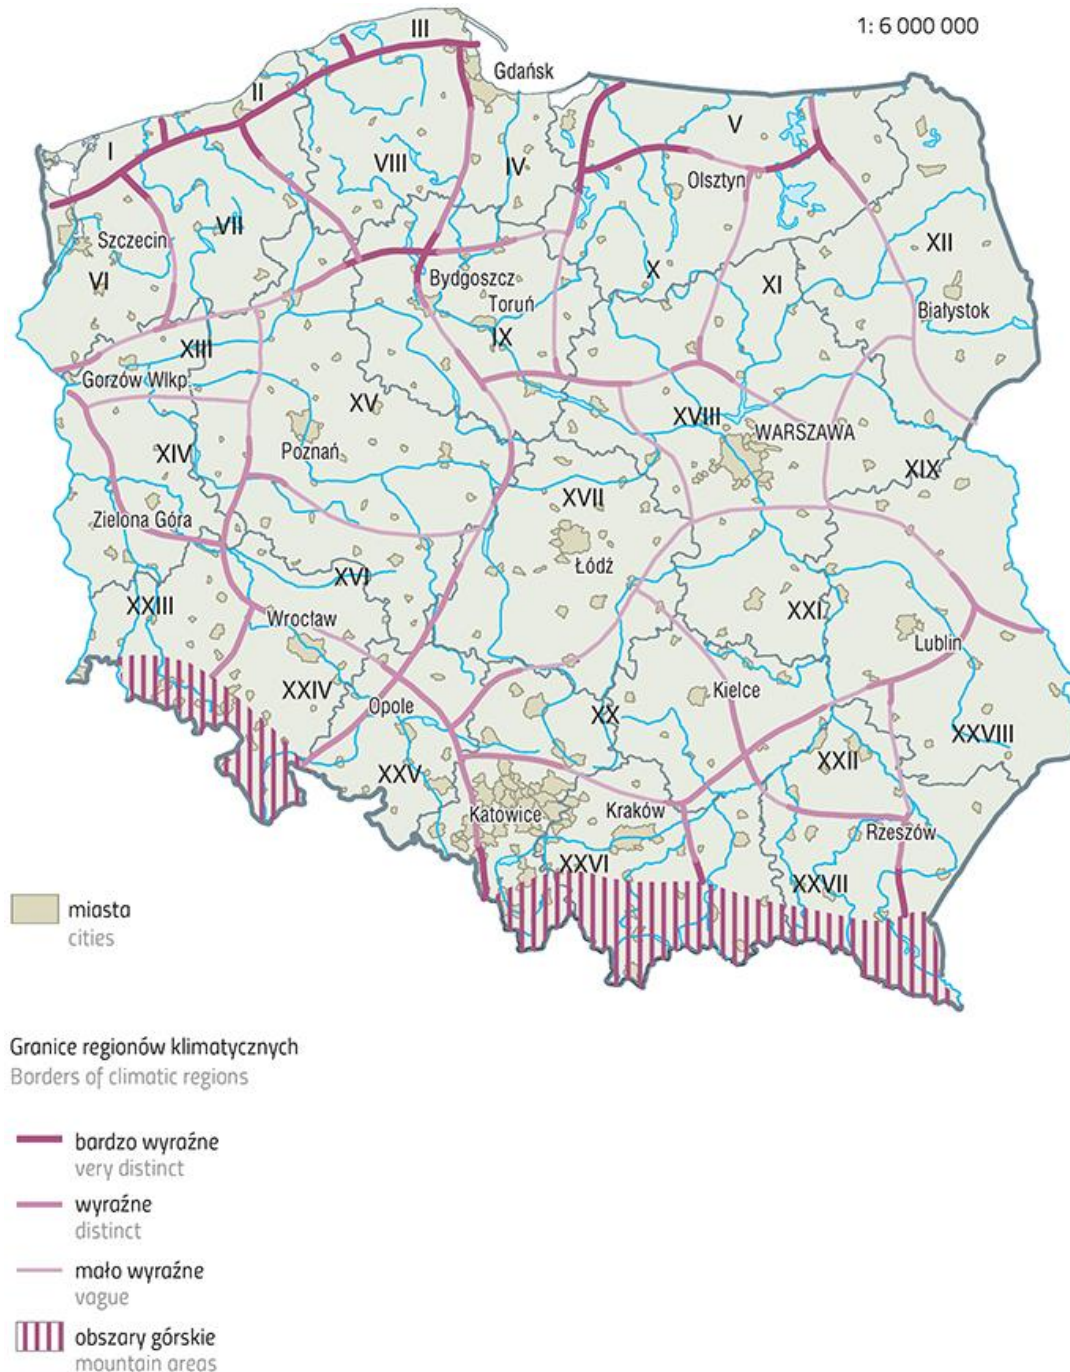 1: 6 000 000
III
Gdańsk
II
V
I
VIII
IV
Olsztyn
VII
Szczecin
XII
VI
Bydgoszcz
X
XI
Toruń
Białystok
IX
XIII
Gorzów Wlkp.
XV
XVIII
WARSZAWA
XIV
Poznań
XIX
XVII
Zielona Góra
Łódź
XVI
XXIII
XXI
Wrocław
Lublin
XXIV
Kielce
Opole
XX
XXVIII
XXII
XXV
Katowice
Kraków
Rzeszów
XXVI
XXVII
miasta
cities
Granice regionów klimatycznych
Borders of climatic regions
bardzo wyraźne
very distinct
wyraźne
distinct
mało wyraźne
vague
obszary górskie
mountain areas